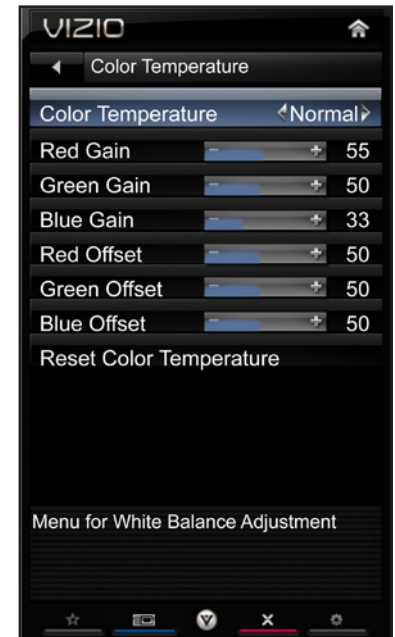 VIZIO
Color Temperature
Color Temperature Normal
Red Gain - + 55
Green Gain - + 50
Blue Gain - + 33
Red Offset - + 50
Green Offset - + 50
Blue Offset - + 50
Reset Color Temperature
Menu for White Balance Adjustment
V